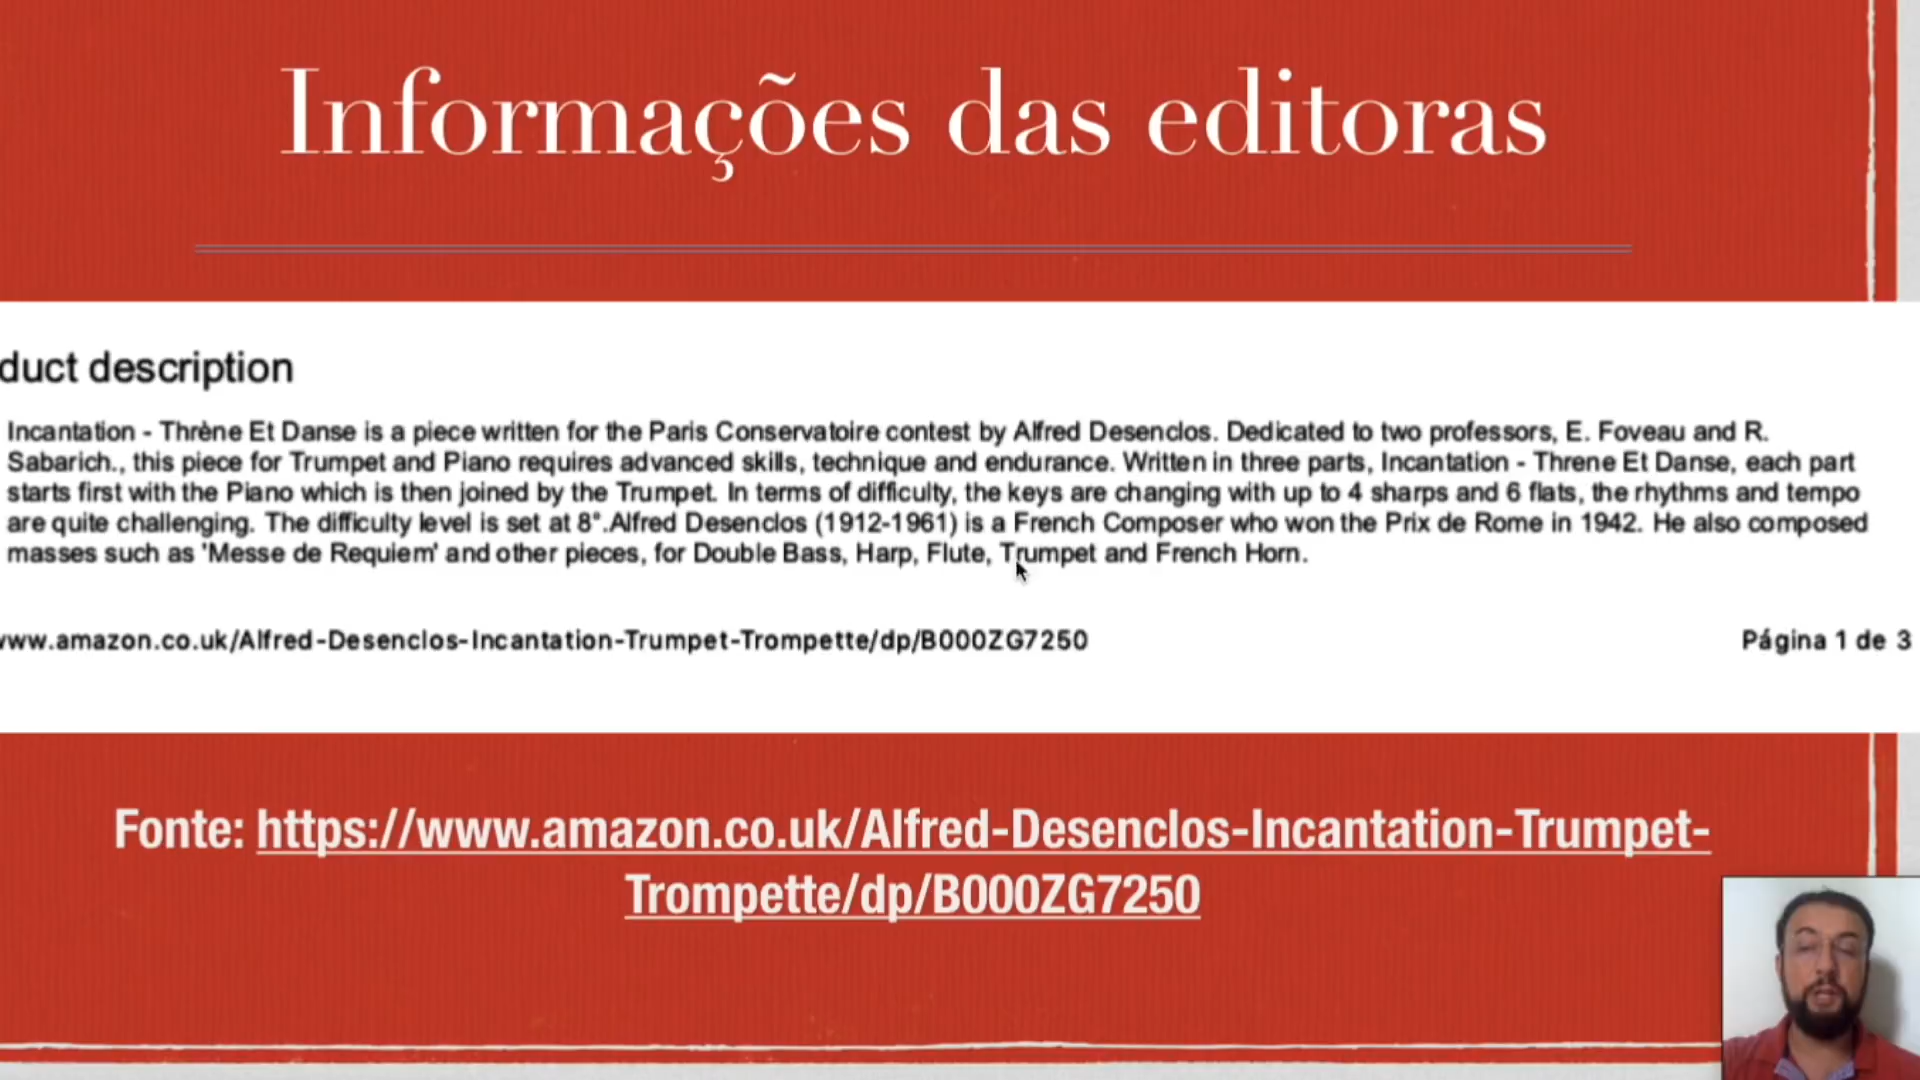 Informações das editoras
duct description
Incantation - Thrène Et Danse is a piece written for the Paris Conservatoire contest by Alfred Desenclos. Dedicated to two professors, E. Foveau and R.
Sabarich., this piece for Trumpet and Piano requires advanced skills, technique and endurance. Written in three parts, Incantation - Threne Et Danse, each part
starts first with the Piano which is then joined by the Trumpet. In terms of difficulty, the keys are changing with up to 4 sharps and 6 flats, the rhythms and tempo
are quite challenging. The difficulty level is set at 8°.Alfred Desenclos (1912-1961) is a French Composer who won the Prix de Rome in 1942. He also composed
masses such as 'Messe de Requiem' and other pieces, for Double Bass, Harp, Flute, Trumpet and French Horn.
www.amazon.co.uk/Alfred-Desenclos-Incantation-Trumpet-Trompette/dp/B000ZG7250 Página 1 de 3
Fonte: https://www.amazon.co.uk/Alfred-Desenclos-Incantation-Trumpet-
Trompette/dp/B000ZG7250